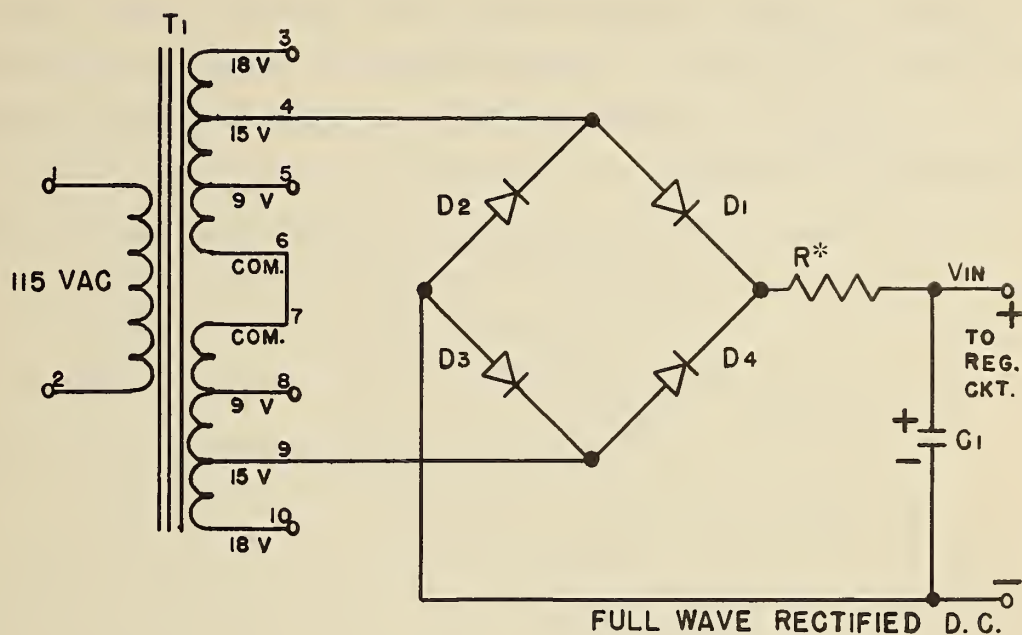 T1
3
18 V
4
15 V
5
9 V
6
COM.
7
COM.
8
9 V
9
15 V
10
18 V
1
115 VAC
2
D2
D1
D3
D4
R*
VIN
+
TO
REG.
CKT.
+
C1
-
-
FULL WAVE RECTIFIED D.C.